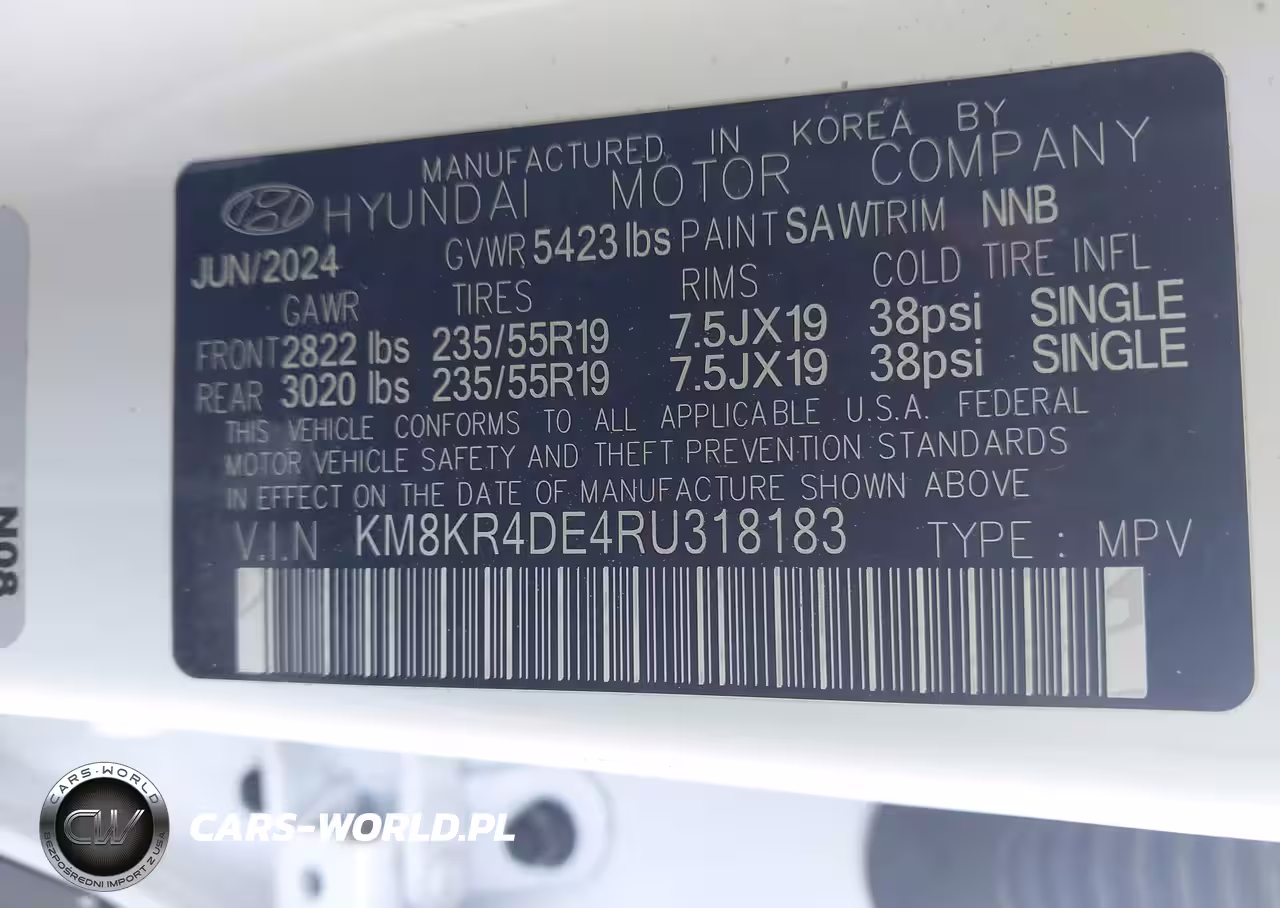 MANUFACTURED IN KOREA BY
HYUNDAI MOTOR COMPANY
JUN/2024 GVWR 5423 lbs PAINT SAW TRIM NNB
GAWR TIRES RIMS COLD TIRE INFL
FRONT 2822 lbs 235/55R19 7.5JX19 38psi SINGLE
REAR 3020 lbs 235/55R19 7.5JX19 38psi SINGLE
THIS VEHICLE CONFORMS TO ALL APPLICABLE U.S.A. FEDERAL
MOTOR VEHICLE SAFETY AND THEFT PREVENTION STANDARDS
IN EFFECT ON THE DATE OF MANUFACTURE SHOWN ABOVE
V.I.N KM8KR4DE4RU318183 TYPE : MPV
N08
CARS-WORLD
CW
BEZPOŚREDNI IMPORT Z USA
CARS-WORLD.PL